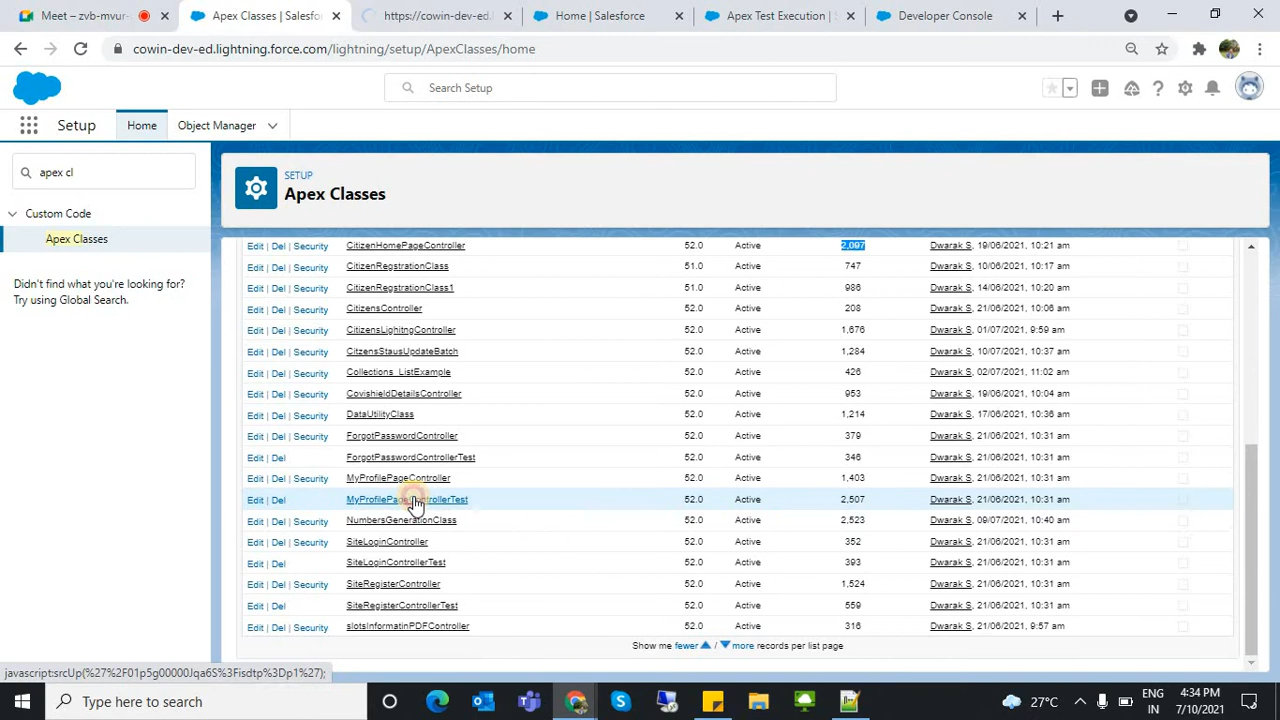 Meet – zvb-mvur-
Apex Classes | Salesfo
https://cowin-dev-ed.
Home | Salesforce
Apex Test Execution |
Developer Console
cowin-dev-ed.lightning.force.com/lightning/setup/ApexClasses/home
Search Setup
Setup
Home
Object Manager
apex cl
SETUP
Apex Classes
Custom Code
Apex Classes
Didn't find what you're looking for?
Try using Global Search.
Edit | Del | Security CitizenHomePageController 52.0 Active 2,097 Dwarak S, 19/06/2021, 10:21 am
Edit | Del | Security CitizenRegstrationClass 51.0 Active 747 Dwarak S, 10/06/2021, 10:17 am
Edit | Del | Security CitizenRegstrationClass1 51.0 Active 986 Dwarak S, 14/06/2021, 10:20 am
Edit | Del | Security CitizensController 52.0 Active 208 Dwarak S, 21/06/2021, 10:06 am
Edit | Del | Security CitizensLighitngController 52.0 Active 1,676 Dwarak S, 01/07/2021, 9:59 am
Edit | Del | Security CitzensStausUpdateBatch 52.0 Active 1,284 Dwarak S, 10/07/2021, 10:37 am
Edit | Del | Security Collections_ListExample 52.0 Active 426 Dwarak S, 02/07/2021, 11:02 am
Edit | Del | Security CovishieldDetailsController 52.0 Active 953 Dwarak S, 19/06/2021, 10:04 am
Edit | Del | Security DataUtilityClass 52.0 Active 1,214 Dwarak S, 17/06/2021, 10:36 am
Edit | Del | Security ForgotPasswordController 52.0 Active 379 Dwarak S, 21/06/2021, 10:31 am
Edit | Del ForgotPasswordControllerTest 52.0 Active 346 Dwarak S, 21/06/2021, 10:31 am
Edit | Del | Security MyProfilePageController 52.0 Active 1,403 Dwarak S, 21/06/2021, 10:31 am
Edit | Del MyProfilePageControllerTest 52.0 Active 2,507 Dwarak S, 21/06/2021, 10:31 am
Edit | Del | Security NumbersGenerationClass 52.0 Active 2,523 Dwarak S, 09/07/2021, 10:40 am
Edit | Del | Security SiteLoginController 52.0 Active 352 Dwarak S, 21/06/2021, 10:31 am
Edit | Del SiteLoginControllerTest 52.0 Active 393 Dwarak S, 21/06/2021, 10:31 am
Edit | Del | Security SiteRegisterController 52.0 Active 1,524 Dwarak S, 21/06/2021, 10:31 am
Edit | Del SiteRegisterControllerTest 52.0 Active 559 Dwarak S, 21/06/2021, 10:31 am
Edit | Del | Security slotsInformatinPDFController 52.0 Active 316 Dwarak S, 21/06/2021, 9:57 am
Show me fewer / more records per list page
javascript:srcUp(%27%2F01p5g00000Jqa6S%3Fisdtp%3Dp1%27);
Type here to search
27°C
ENG
IN
4:34 PM
7/10/2021